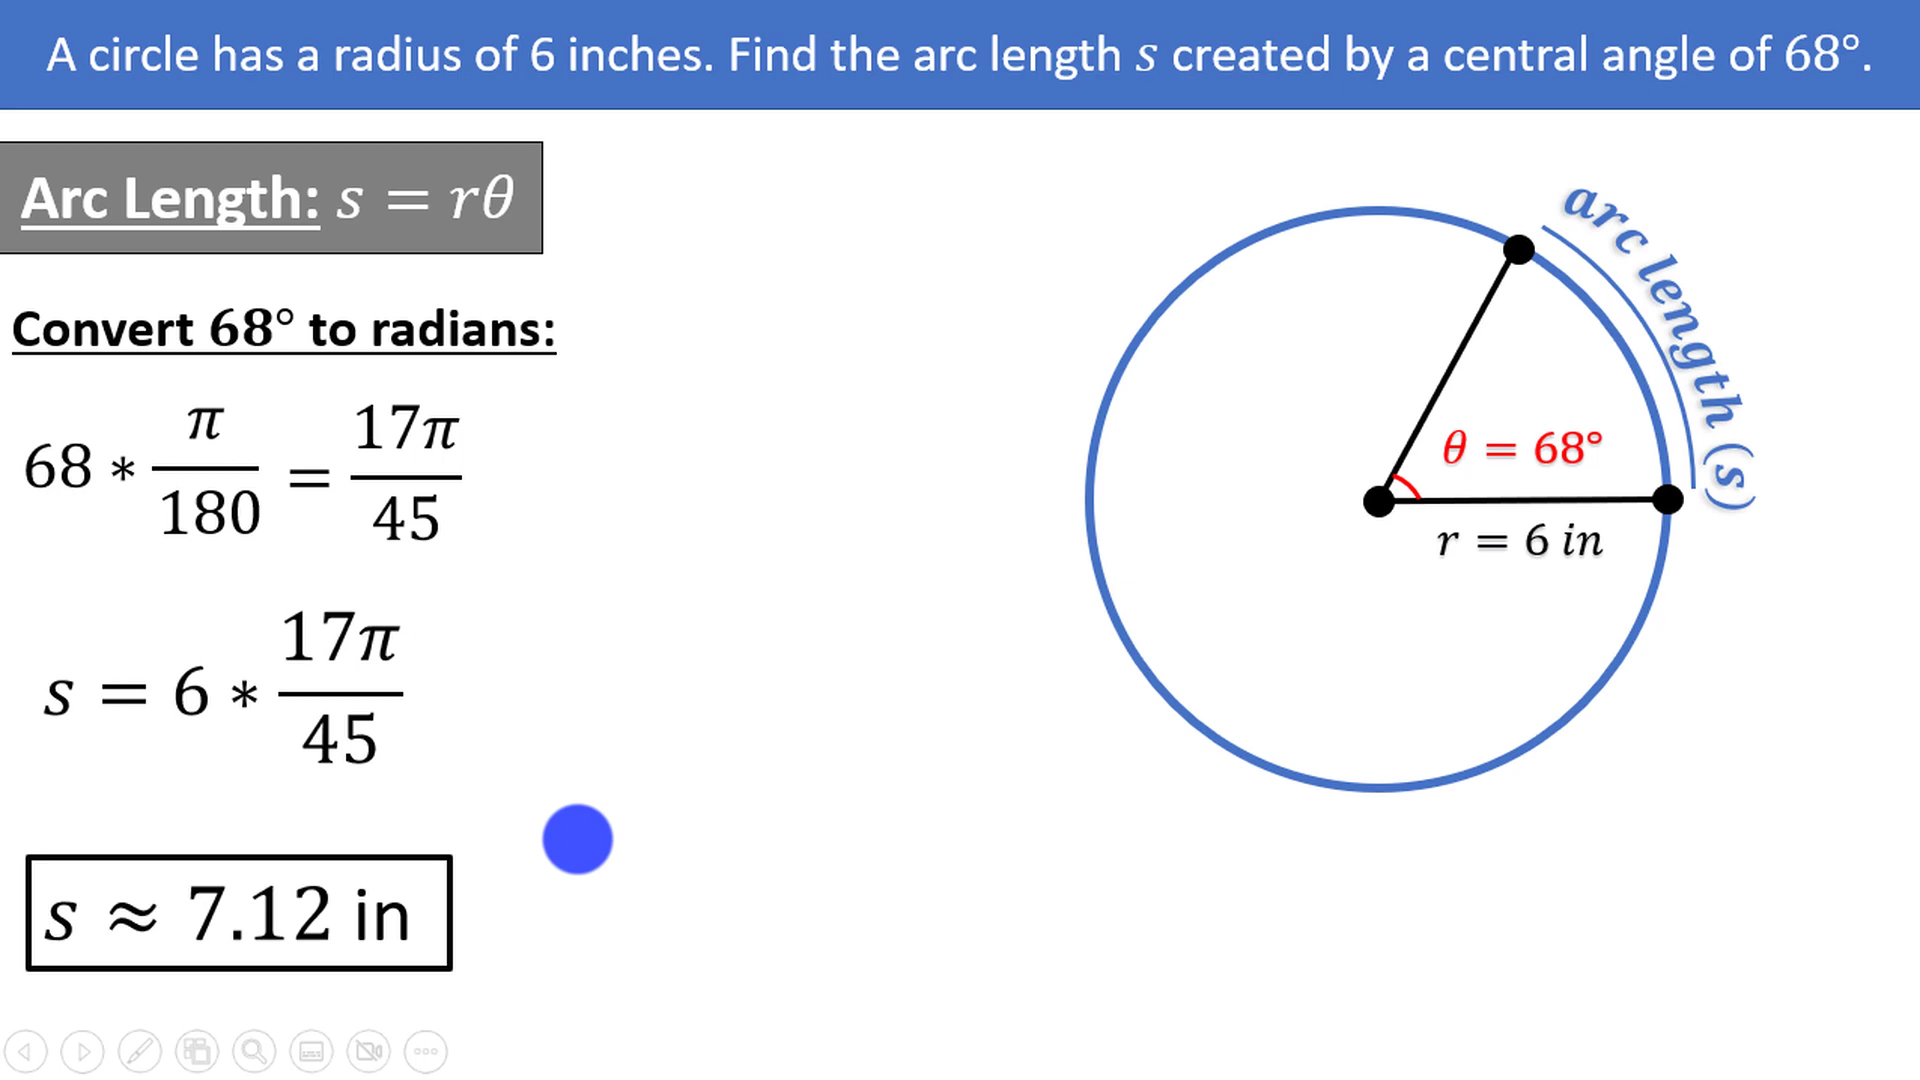 A circle has a radius of 6 inches. Find the arc length s created by a central angle of 68°.
Arc Length: s = rθ
Convert 68° to radians:
68 * π/180 = 17π/45
s = 6 * 17π/45
s ≈ 7.12 in
arc length (s)
θ = 68°
r = 6 in